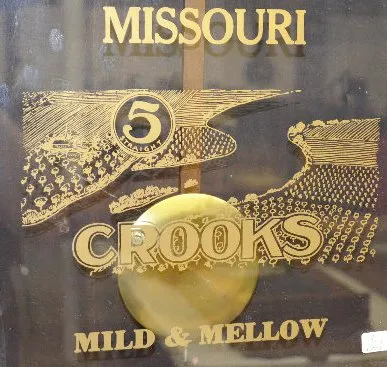 MISSOURI
5
STRAIGHT
CROOKS
MILD & MELLOW